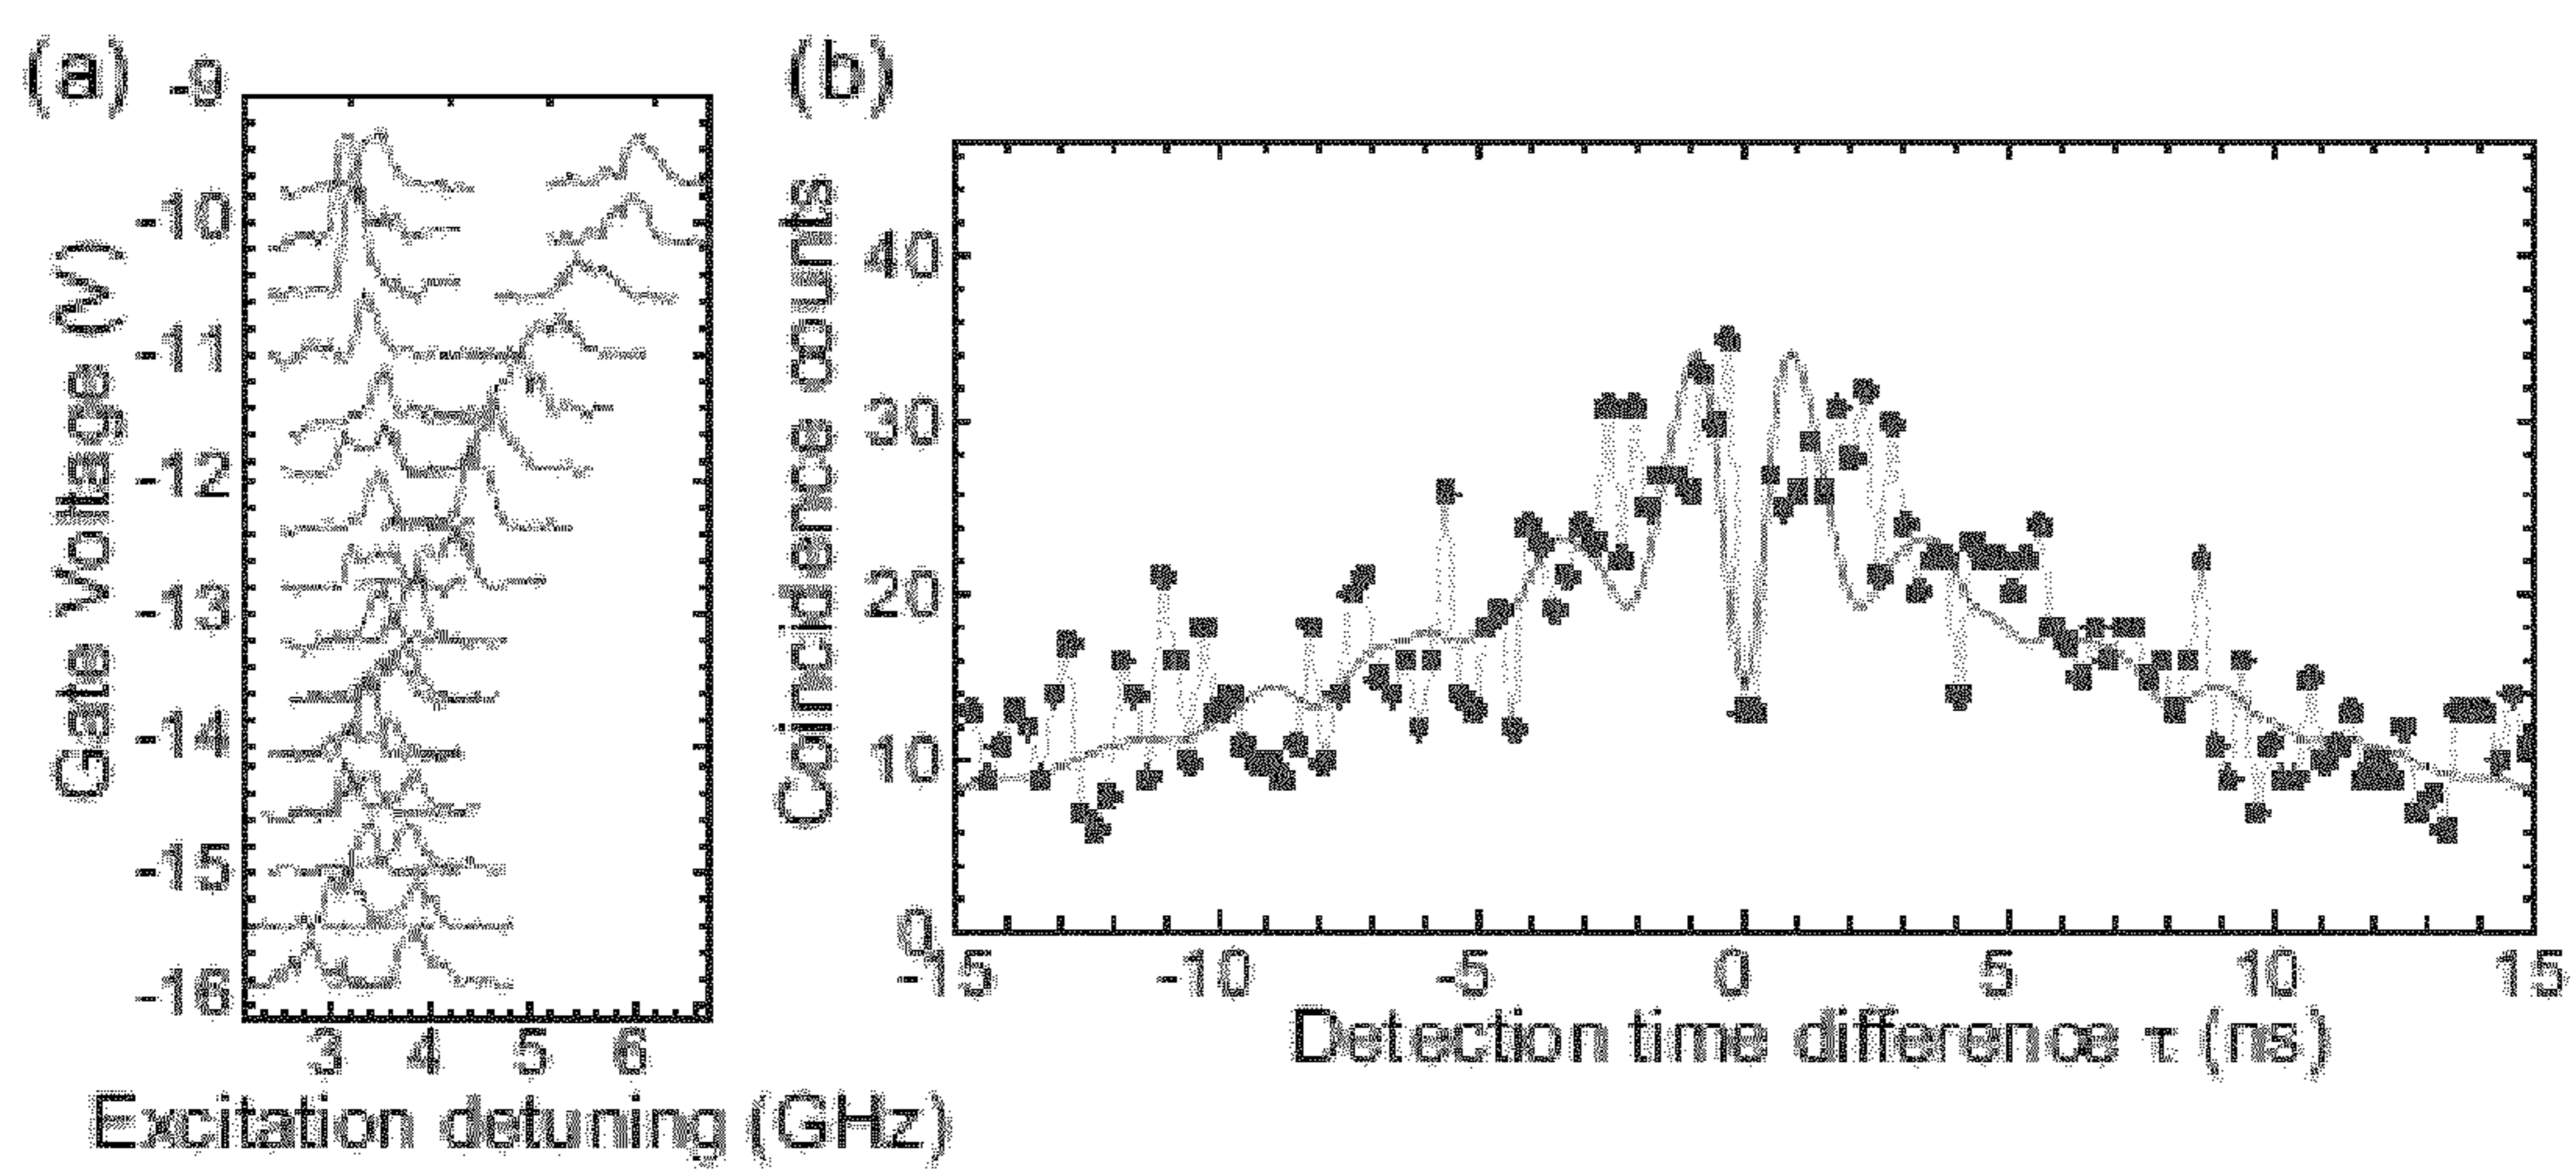 (a)
-9
-10
-11
-12
-13
-14
-15
-16
Gate Voltage (V)
3 4 5 6
Excitation detuning (GHz)
(b)
Coincidence counts
40
30
20
10
0
-15 -10 -5 0 5 10 15
Detection time difference τ (ns)